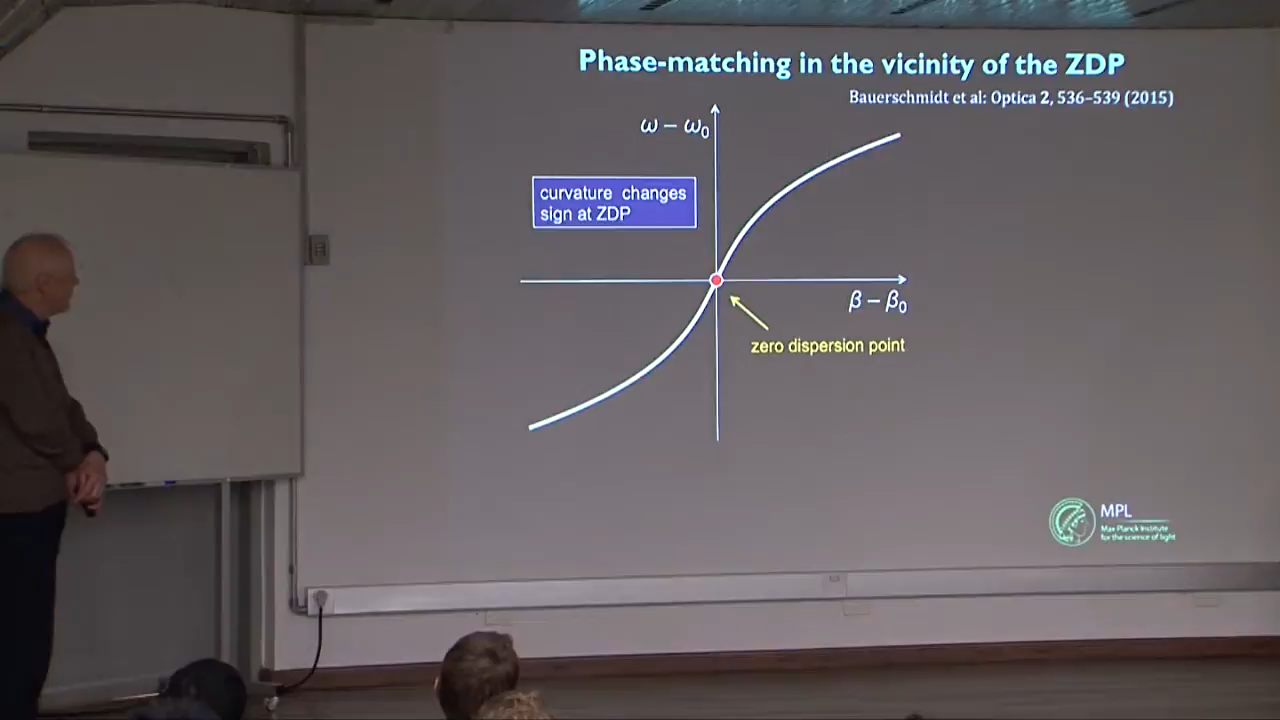 Phase-matching in the vicinity of the ZDP
Bauerschmidt et al: Optica 2, 536–539 (2015)
ω – ω₀
curvature changes
sign at ZDP
β – β₀
zero dispersion point
MPL
Max Planck Institute
for the science of light